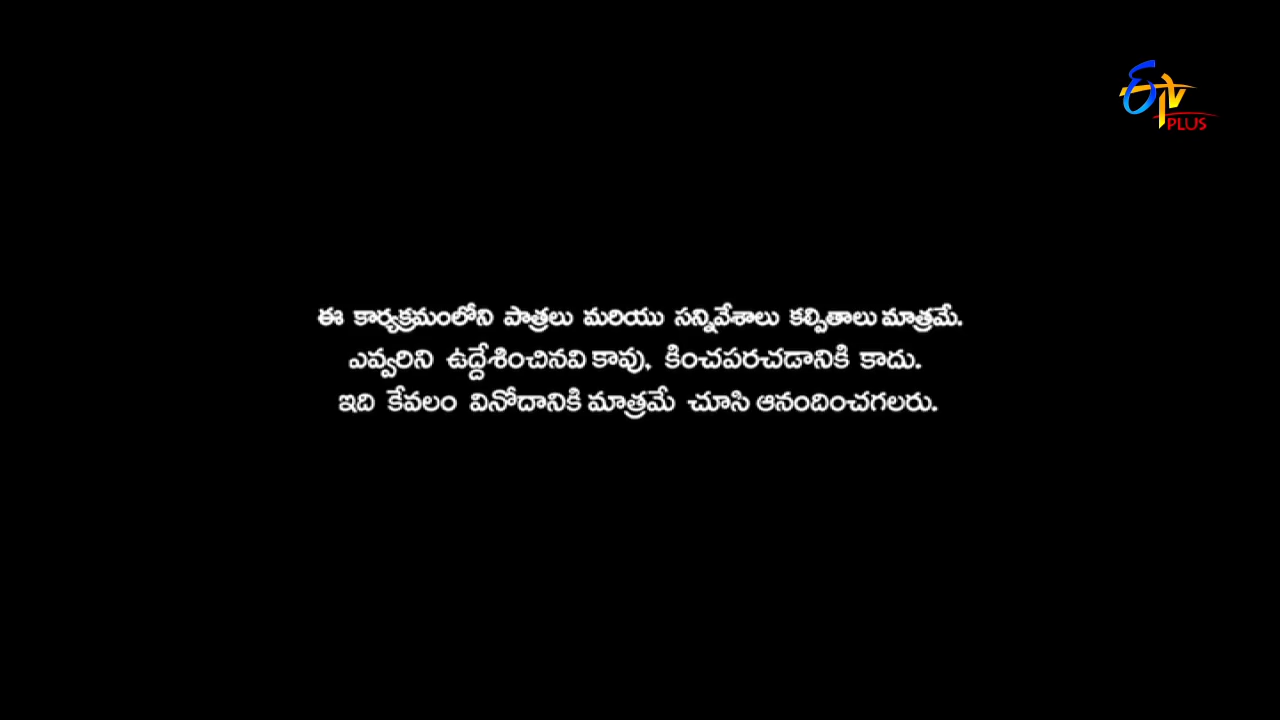 ETV
PLUS
ఈ కార్యక్రమంలోని పాత్రలు మరియు సన్నివేశాలు కల్పితాలు మాత్రమే.
ఎవ్వరిని ఉద్దేశించినవి కావు. కించపరచడానికి కాదు.
ఇది కేవలం వినోదానికి మాత్రమే చూసి ఆనందించగలరు.